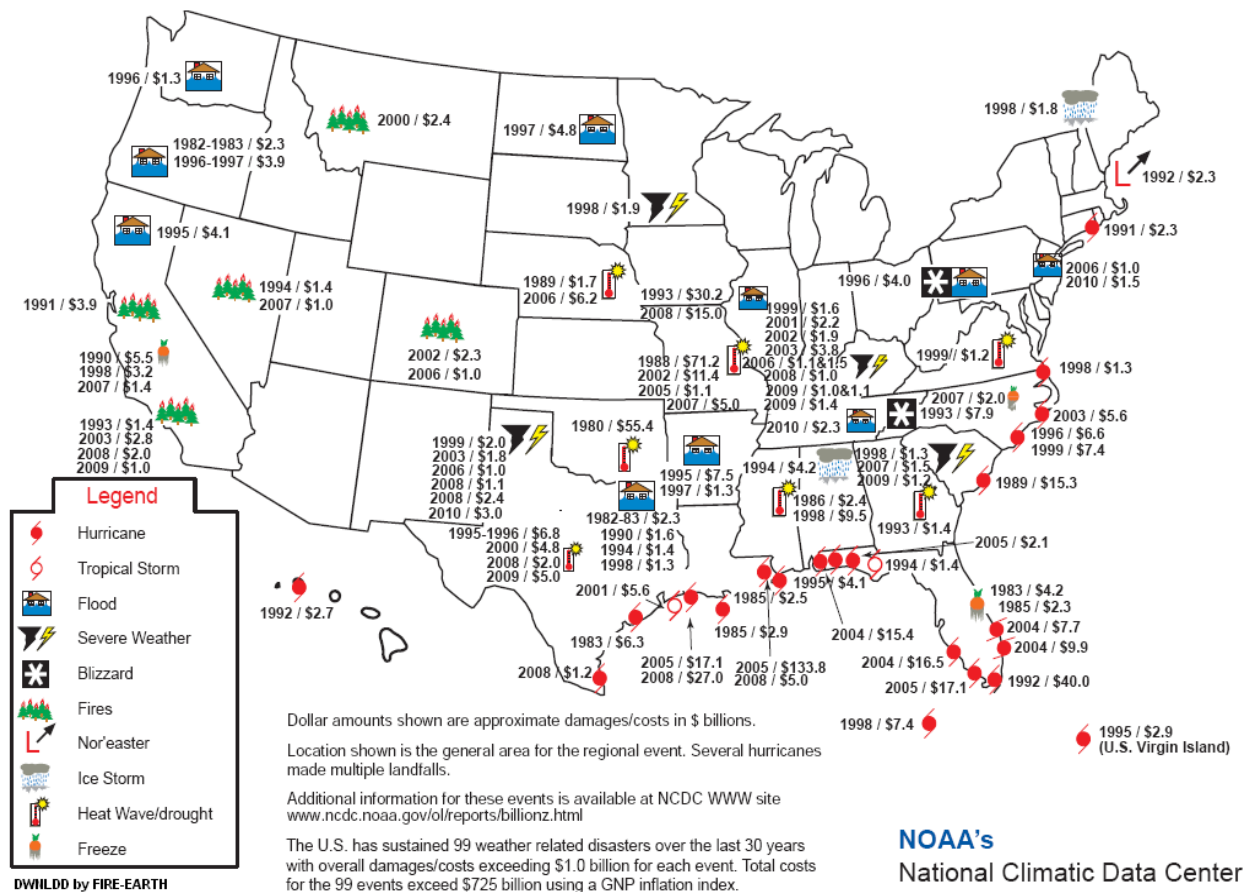 1996 / $1.3
2000 / $2.4
1997 / $4.8
1998 / $1.8
1982-1983 / $2.3
1996-1997 / $3.9
1992 / $2.3
1998 / $1.9
1995 / $4.1
1991 / $2.3
2006 / $1.0
2010 / $1.5
1996 / $4.0
1994 / $1.4
2007 / $1.0
1989 / $1.7
2006 / $6.2
1993 / $30.2
2008 / $15.0
1991 / $3.9
1999 / $1.6
2001 / $2.2
2002 / $1.9
2003 / $3.8
2006 / $1.1&1.5
2008 / $1.0
2009 / $1.0&1.1
2009 / $1.4
1990 / $5.5
1998 / $3.2
2007 / $1.4
2002 / $2.3
2006 / $1.0
1988 / $71.2
2002 / $11.4
2005 / $1.1
2007 / $5.0
1999// $1.2
1998 / $1.3
2007 / $2.0
1993 / $7.9
2003 / $5.6
2010 / $2.3
1996 / $6.6
1999 / $7.4
1993 / $1.4
2003 / $2.8
2008 / $2.0
2009 / $1.0
1999 / $2.0
2003 / $1.8
2006 / $1.0
2008 / $1.1
2008 / $2.4
2010 / $3.0
1980 / $55.4
1995 / $7.5
1997 / $1.3
1994 / $4.2
1986 / $2.4
1998 / $9.5
1998 / $1.3
2007 / $1.5
2009 / $1.2
1989 / $15.3
1993 / $1.4
1982-83 / $2.3
1990 / $1.6
1994 / $1.4
1998 / $1.3
1995-1996 / $6.8
2000 / $4.8
2008 / $2.0
2009 / $5.0
2005 / $2.1
1994 / $1.4
1995 / $4.1
1992 / $2.7
2001 / $5.6
1985 / $2.5
1983 / $4.2
1985 / $2.3
2004 / $7.7
2004 / $9.9
1983 / $6.3
1985 / $2.9
2004 / $15.4
2004 / $16.5
2008 / $1.2
2005 / $17.1
2008 / $27.0
2005 / $133.8
2008 / $5.0
2005 / $17.1
1992 / $40.0
1998 / $7.4
1995 / $2.9
(U.S. Virgin Island)
Legend
Hurricane
Tropical Storm
Flood
Severe Weather
Blizzard
Fires
L
Nor'easter
Ice Storm
Heat Wave/drought
Freeze
L
Dollar amounts shown are approximate damages/costs in $ billions.
Location shown is the general area for the regional event. Several hurricanes
made multiple landfalls.
Additional information for these events is available at NCDC WWW site
www.ncdc.noaa.gov/ol/reports/billionz.html
The U.S. has sustained 99 weather related disasters over the last 30 years
with overall damages/costs exceeding $1.0 billion for each event. Total costs
for the 99 events exceed $725 billion using a GNP inflation index.
NOAA's
National Climatic Data Center
DWNLDD by FIRE-EARTH